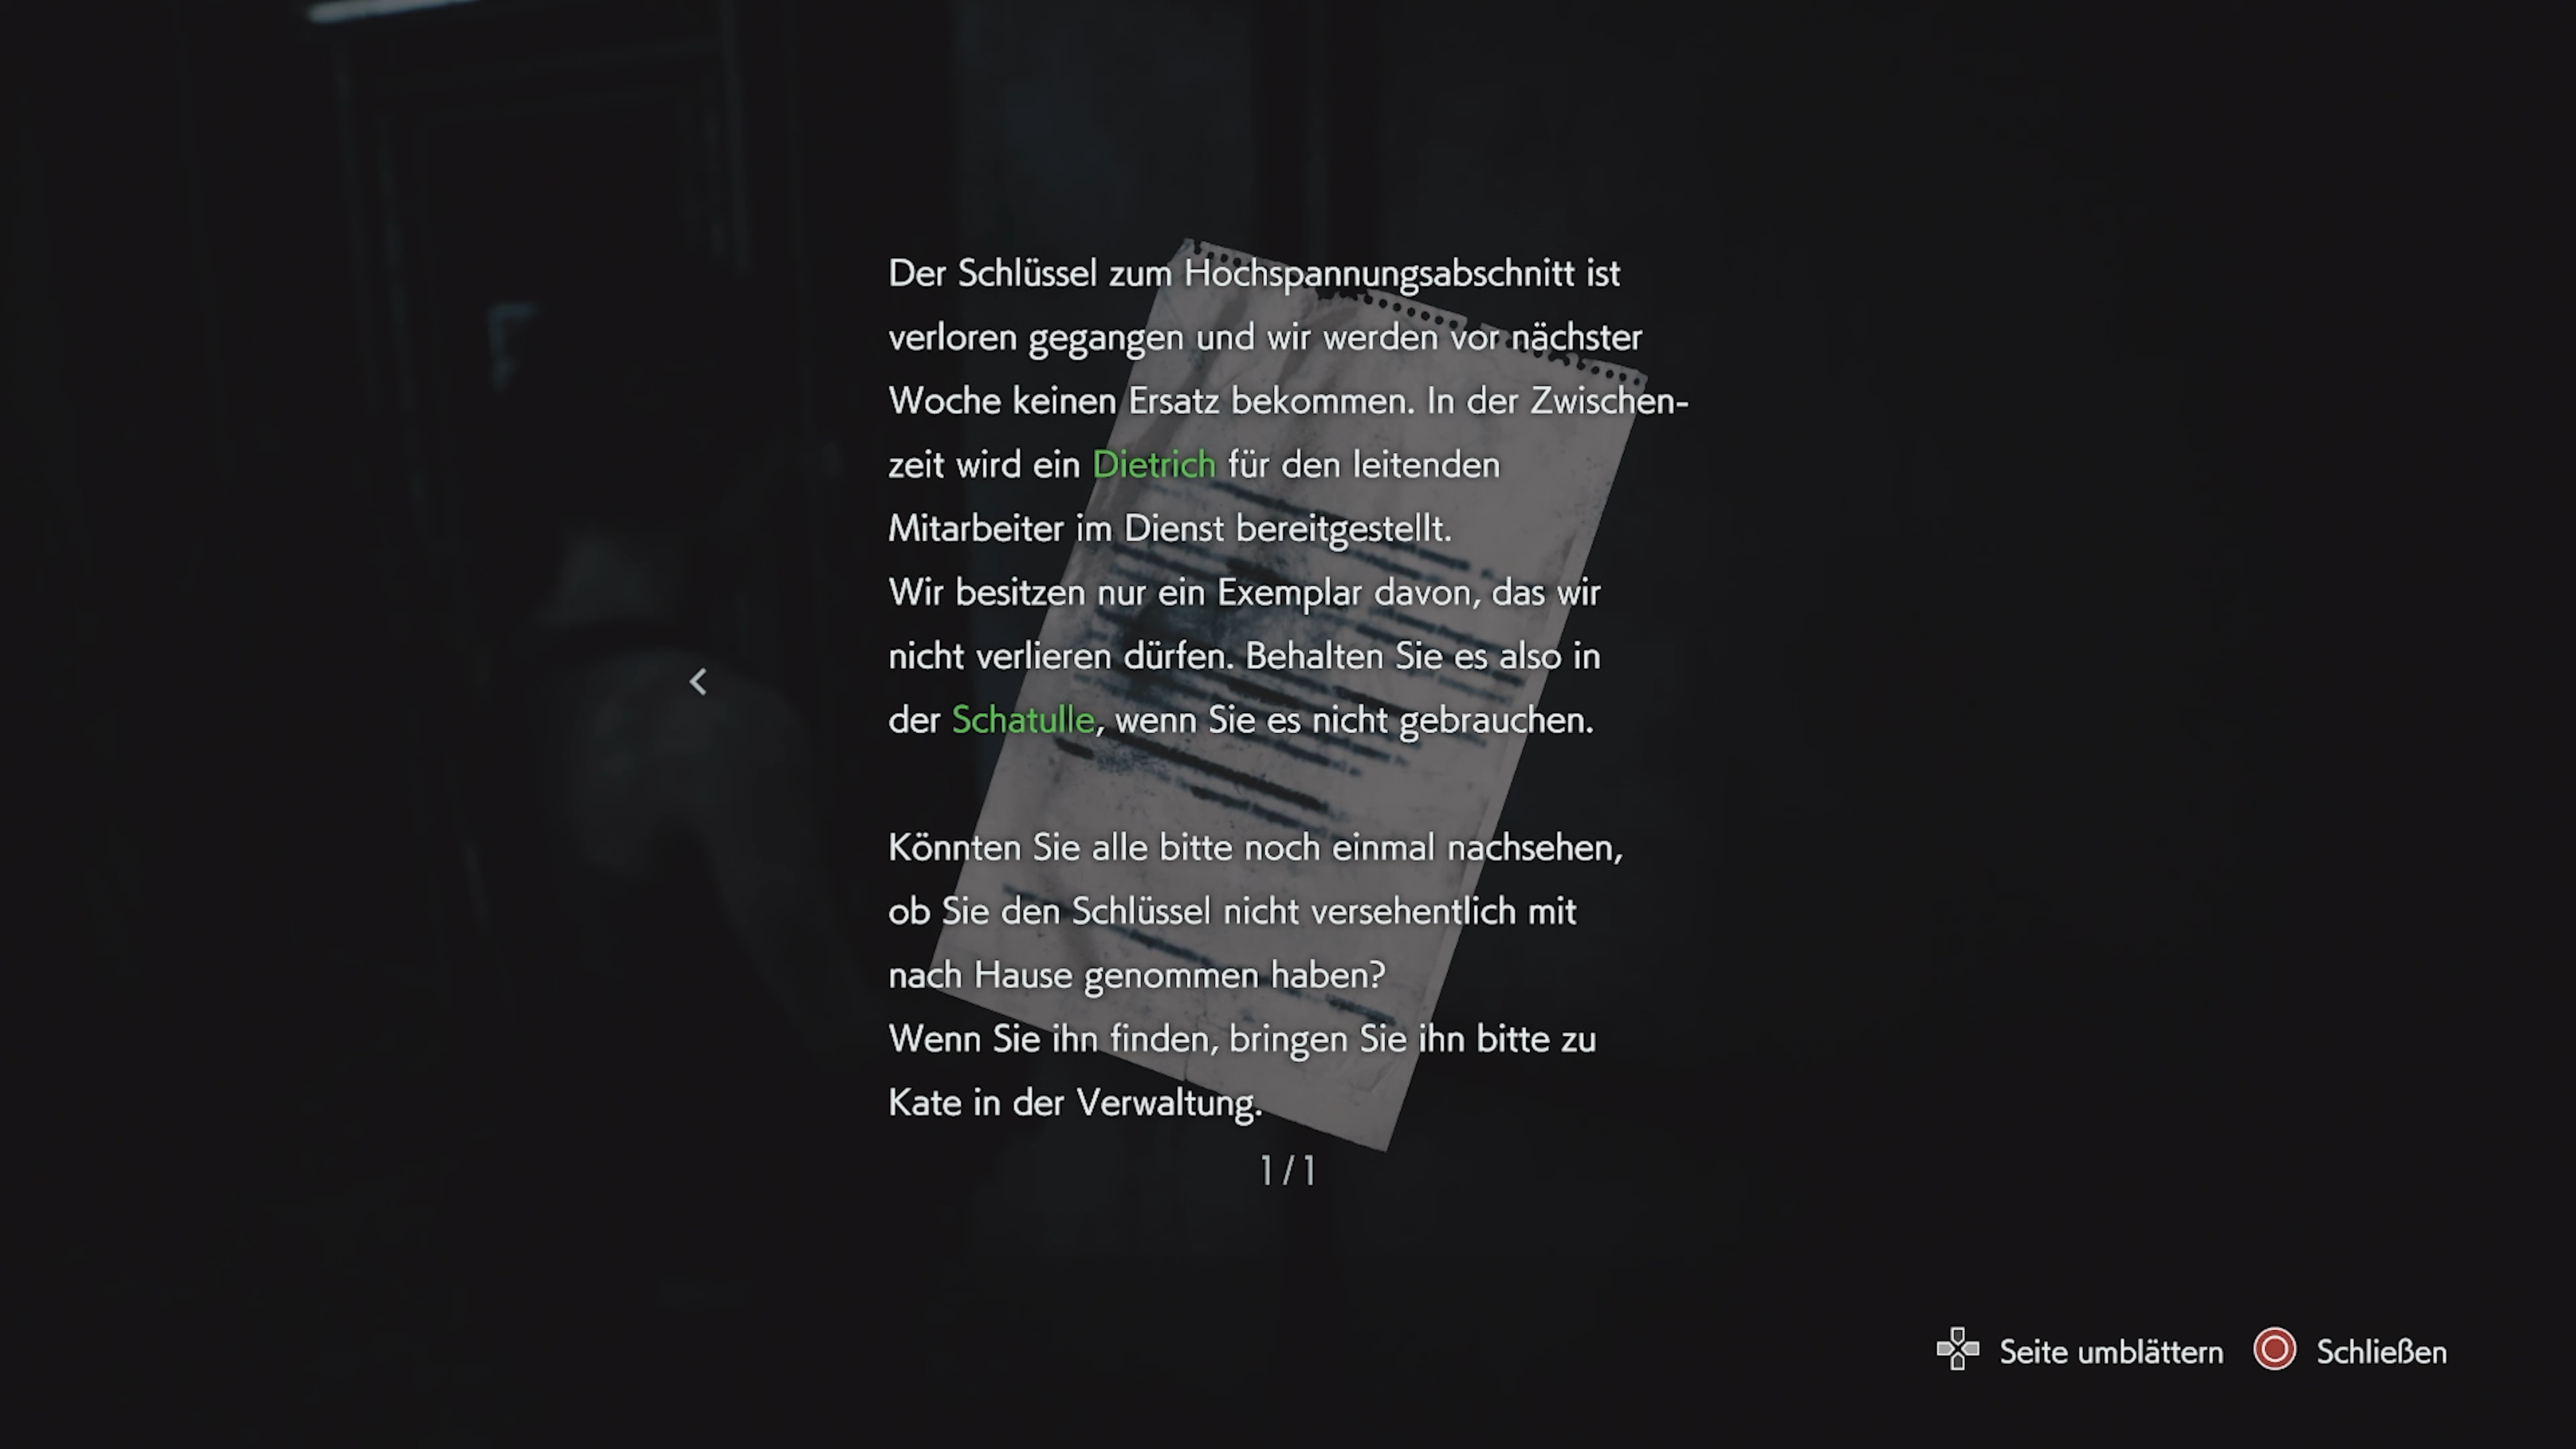 Der Schlüssel zum Hochspannungsabschnitt ist
verloren gegangen und wir werden vor nächster
Woche keinen Ersatz bekommen. In der Zwischen-
zeit wird ein Dietrich für den leitenden
Mitarbeiter im Dienst bereitgestellt.
Wir besitzen nur ein Exemplar davon, das wir
nicht verlieren dürfen. Behalten Sie es also in
der Schatulle, wenn Sie es nicht gebrauchen.
Könnten Sie alle bitte noch einmal nachsehen,
ob Sie den Schlüssel nicht versehentlich mit
nach Hause genommen haben?
Wenn Sie ihn finden, bringen Sie ihn bitte zu
Kate in der Verwaltung.
1 / 1
Seite umblättern Schließen